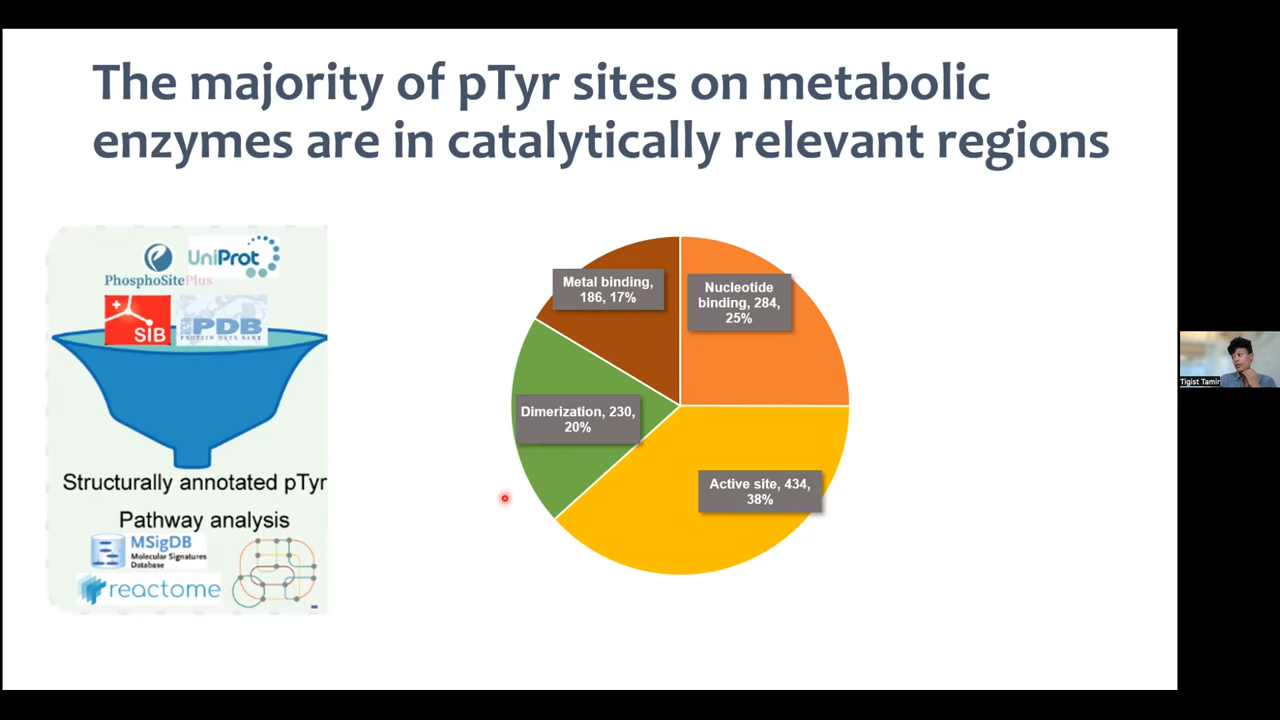 The majority of pTyr sites on metabolic
enzymes are in catalytically relevant regions
UniProt
PhosphoSitePlus
SIB
PDB
PROTEIN DATA BANK
Structurally annotated pTyr
Pathway analysis
MSigDB
Molecular Signatures
Database
reactome
Metal binding,
186, 17%
Nucleotide
binding, 284,
25%
Dimerization, 230,
20%
Active site, 434,
38%
Tigist Tamir